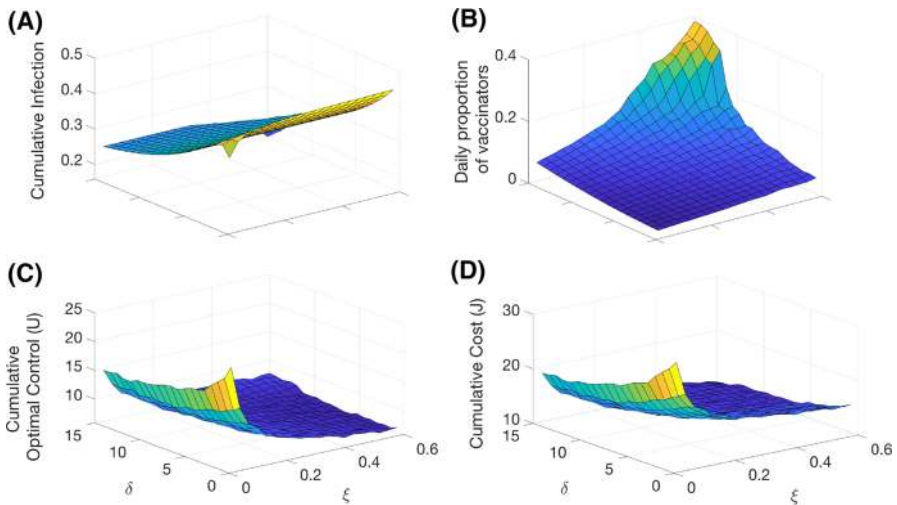 (A)
Cumulative Infection
0.5
0.4
0.3
0.2
(B)
Daily proportion
of vaccinators
0.4
0.2
0
(C)
Cumulative
Optimal Control (U)
25
20
15
10
15
10
5
0
δ
0
0.2
0.4
0.6
ξ
(D)
Cumulative Cost (J)
30
20
10
15
10
5
0
δ
0
0.2
0.4
0.6
ξ